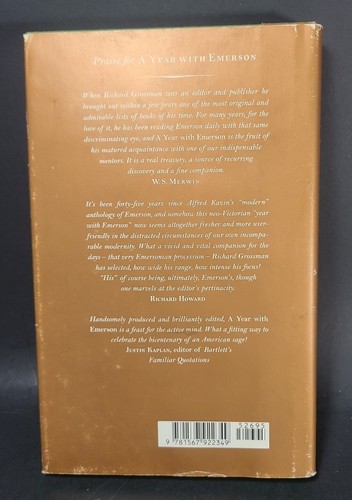 Praise for A YEAR WITH EMERSON
When Richard Grossman was an editor and publisher he
brought out within a few years one of the most original and
admirable lists of books of his time. For many years, for the
love of it, he has been reading Emerson daily with that same
discriminating eye, and A Year with Emerson is the fruit of
his matured acquaintance with one of our indispensable
mentors. It is a real treasury, a source of recurring
discovery and a fine companion.
W.S. MERWIN
It's been forty-five years since Alfred Kazin's "modern"
anthology of Emerson, and somehow this neo-Victorian "year
with Emerson" now seems altogether fresher and more user-
friendly in the distracted circumstances of our own incompa-
rable modernity. What a vivid and vital companion for the
days – that very Emersonian procession – Richard Grossman
has selected, how wide his range, how intense his focus!
"His" of course being, ultimately, Emerson's, though
one marvels at the editor's pertinacity.
RICHARD HOWARD
Handsomely produced and brilliantly edited, A Year with
Emerson is a feast for the active mind. What a fitting way to
celebrate the bicentenary of an American sage!
JUSTIN KAPLAN, editor of Bartlett's
Familiar Quotations
52695
9 781567 922349